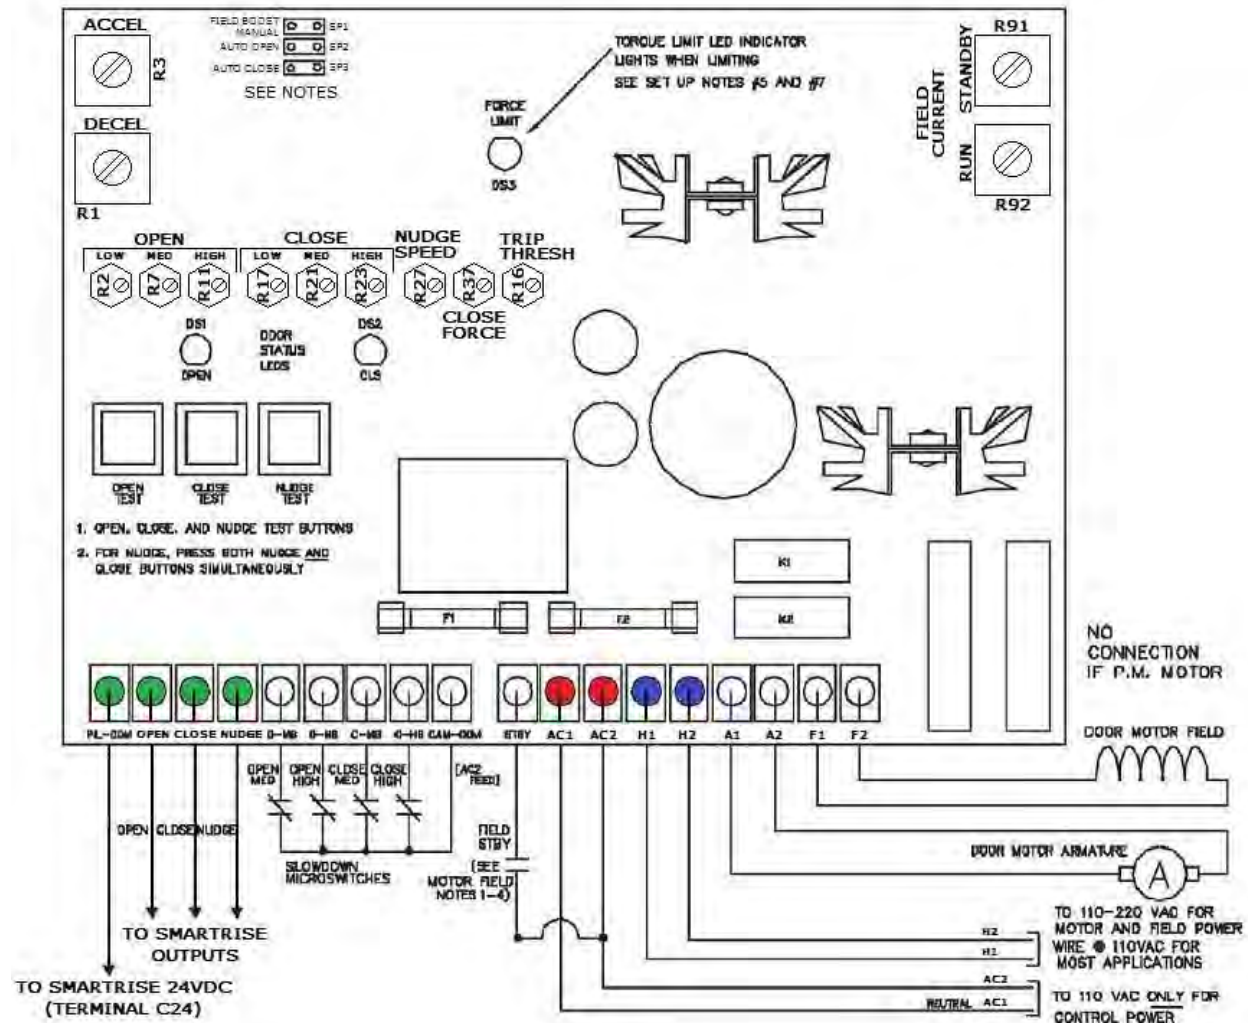 ACCEL
R3
FIELD BOOST MANUAL
SP1
AUTO OPEN
SP2
AUTO CLOSE
SP3
SEE NOTES
DECEL
R1
TORQUE LIMIT LED INDICATOR
LIGHTS WHEN LIMITING
SEE SET UP NOTES #5 AND #7
FORCE
LIMIT
DS3
R91
STANDBY
FIELD
CURRENT
RUN
R92
OPEN
LOW MED HIGH
R2 R7 R11
CLOSE
LOW MED HIGH
R17 R21 R23
NUDGE
SPEED
R27
R37
CLOSE
FORCE
TRIP
THRESH
R16
DS1
OPEN
DOOR
STATUS
LEDS
DS2
CLS
OPEN
TEST
CLOSE
TEST
NUDGE
TEST
1. OPEN, CLOSE, AND NUDGE TEST BUTTONS
2. FOR NUDGE, PRESS BOTH NUDGE AND
CLOSE BUTTONS SIMULTANEOUSLY
F1
F2
K1
K2
NO
CONNECTION
IF P.M. MOTOR
OPEN CLOSE NUDGE CAM-COM
STBY AC1 AC2 H1 H2 A1 A2 F1 F2
OPEN
MED
OPEN
HIGH
CLOSE
MED
CLOSE
HIGH
[AC2
FEED]
OPEN CLOSE NUDGE
SLOWDOWN
MICROSWITCHES
FIELD
STBY
(SEE
MOTOR FIELD
NOTES 1-4)
DOOR MOTOR FIELD
DOOR MOTOR ARMATURE
A
TO SMARTRISE
OUTPUTS
TO SMARTRISE 24VDC
(TERMINAL C24)
H2
H1
TO 110-220 VAC FOR
MOTOR AND FIELD POWER
WIRE @ 110VAC FOR
MOST APPLICATIONS
AC2
NEUTRAL AC1
TO 110 VAC ONLY FOR
CONTROL POWER